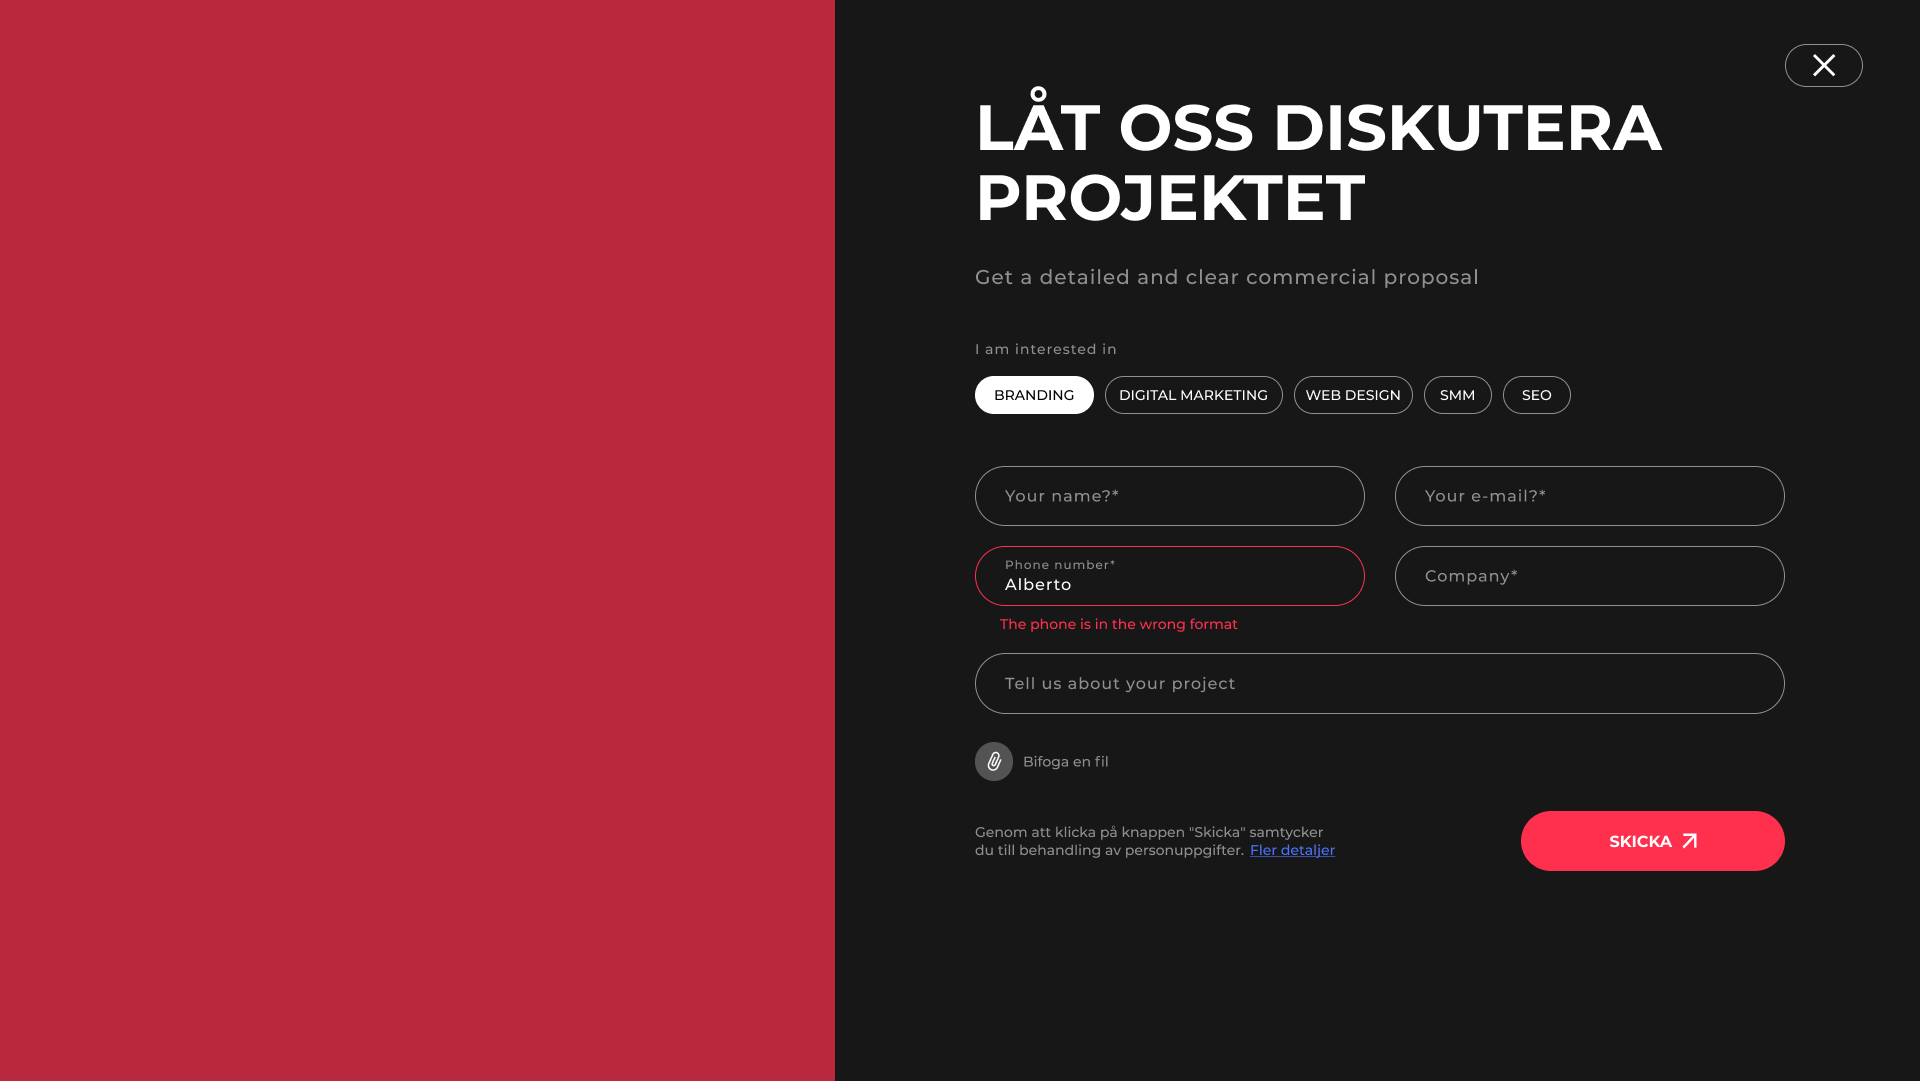 LÅT OSS DISKUTERA
PROJEKTET
Get a detailed and clear commercial proposal
I am interested in
BRANDING DIGITAL MARKETING WEB DESIGN SMM SEO
Your name?* Your e-mail?*
Phone number*
Alberto
Company*
The phone is in the wrong format
Tell us about your project
Bifoga en fil
Genom att klicka på knappen "Skicka" samtycker
du till behandling av personuppgifter. Fler detaljer
SKICKA